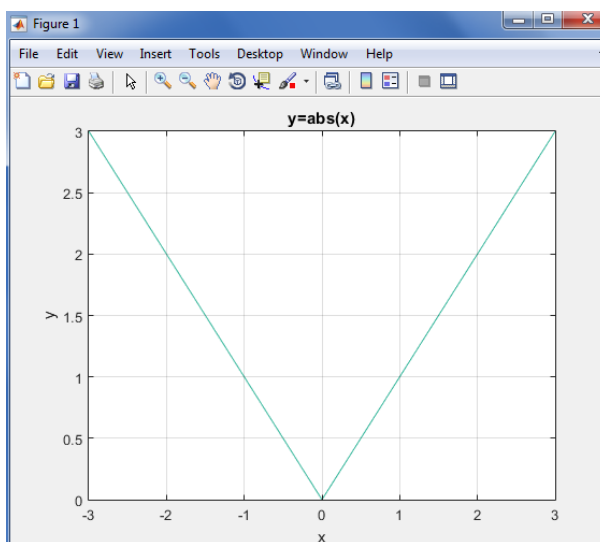 Figure 1
File Edit View Insert Tools Desktop Window Help
y=abs(x)
3
2.5
2
1.5
1
0.5
0
y
-3 -2 -1 0 1 2 3
x